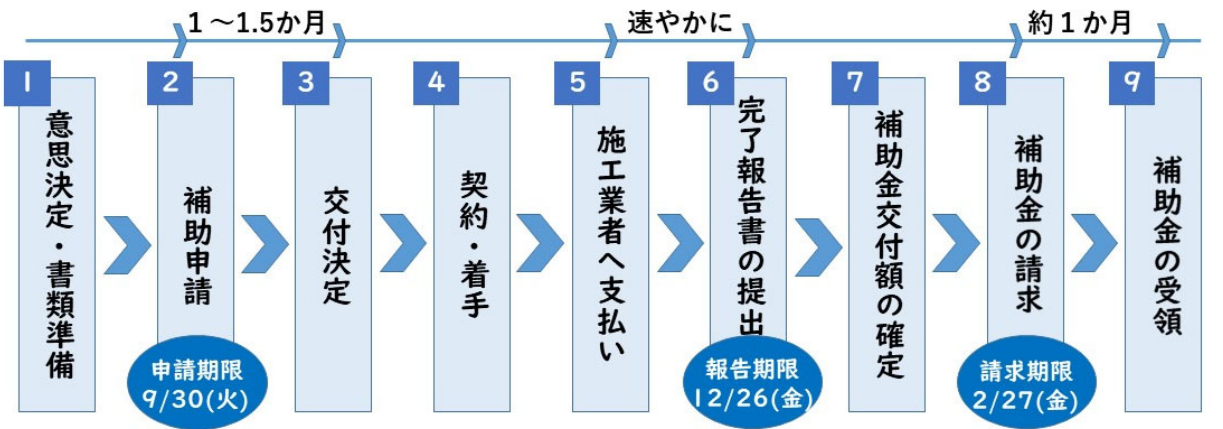 1～1.5か月
速やかに
約1か月
1
意思決定・書類準備
2
補助申請
申請期限
9/30(火)
3
交付決定
4
契約・着手
5
施工業者へ支払い
6
完了報告書の提出
報告期限
12/26(金)
7
補助金交付額の確定
8
補助金の請求
請求期限
2/27(金)
9
補助金の受領